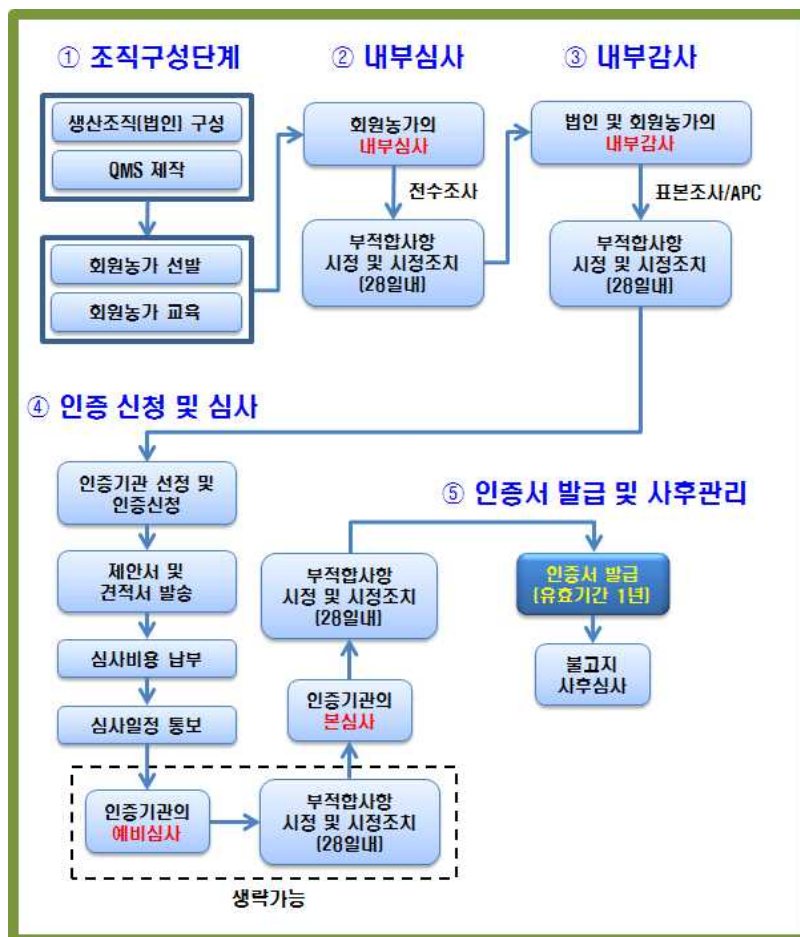 ① 조직구성단계
생산조직(법인) 구성
QMS 제작
회원농가 선발
회원농가 교육
② 내부심사
회원농가의
내부심사
전수조사
부적합사항
시정 및 시정조치
(28일내)
③ 내부감사
법인 및 회원농가의
내부감사
표본조사/APC
부적합사항
시정 및 시정조치
(28일내)
④ 인증 신청 및 심사
인증기관 선정 및
인증신청
제안서 및
견적서 발송
심사비용 납부
심사일정 통보
인증기관의
예비심사
부적합사항
시정 및 시정조치
(28일내)
생략가능
인증기관의
본심사
부적합사항
시정 및 시정조치
(28일내)
⑤ 인증서 발급 및 사후관리
인증서 발급
(유효기간 1년)
불고지
사후심사